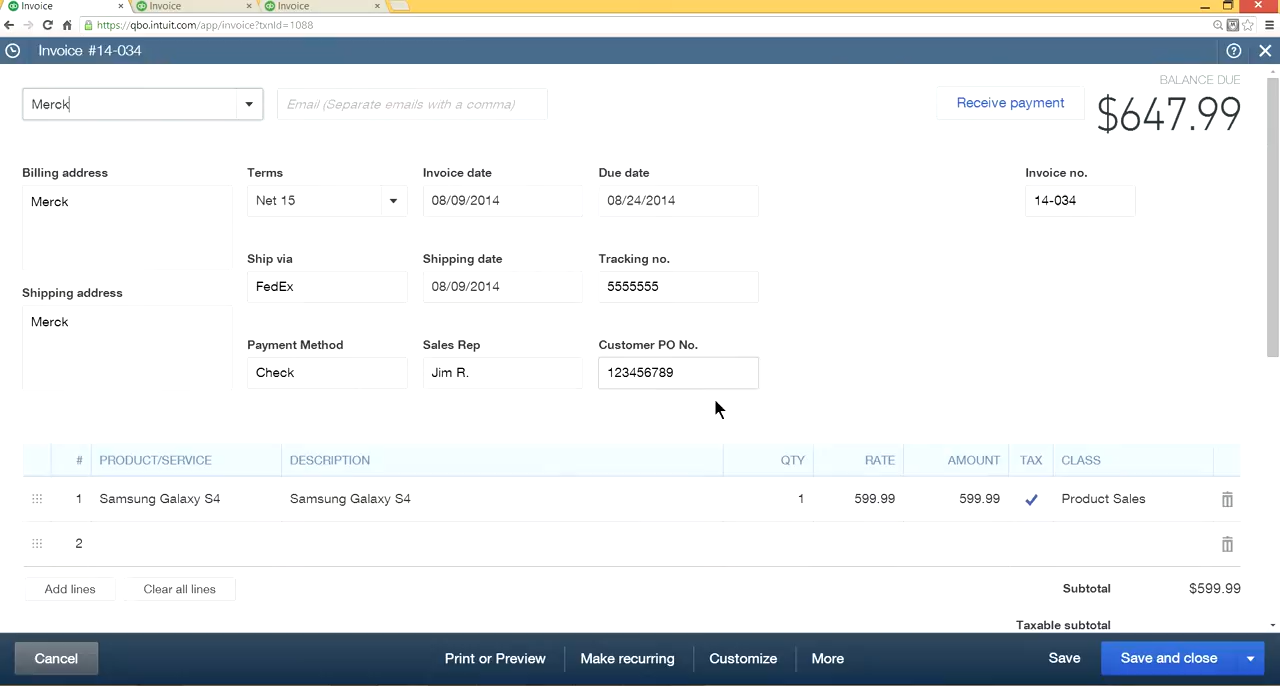 Invoice
Invoice
Invoice
https://qbo.intuit.com/app/invoice?txnId=1088
Invoice #14-034
Merck
Email (Separate emails with a comma)
Receive payment
BALANCE DUE
$647.99
Billing address
Merck
Terms
Net 15
Invoice date
08/09/2014
Due date
08/24/2014
Invoice no.
14-034
Ship via
FedEx
Shipping date
08/09/2014
Tracking no.
5555555
Shipping address
Merck
Payment Method
Check
Sales Rep
Jim R.
Customer PO No.
123456789
# PRODUCT/SERVICE DESCRIPTION QTY RATE AMOUNT TAX CLASS
1 Samsung Galaxy S4 Samsung Galaxy S4 1 599.99 599.99 Product Sales
2
Add lines Clear all lines
Subtotal $599.99
Taxable subtotal
Cancel Print or Preview Make recurring Customize More Save Save and close